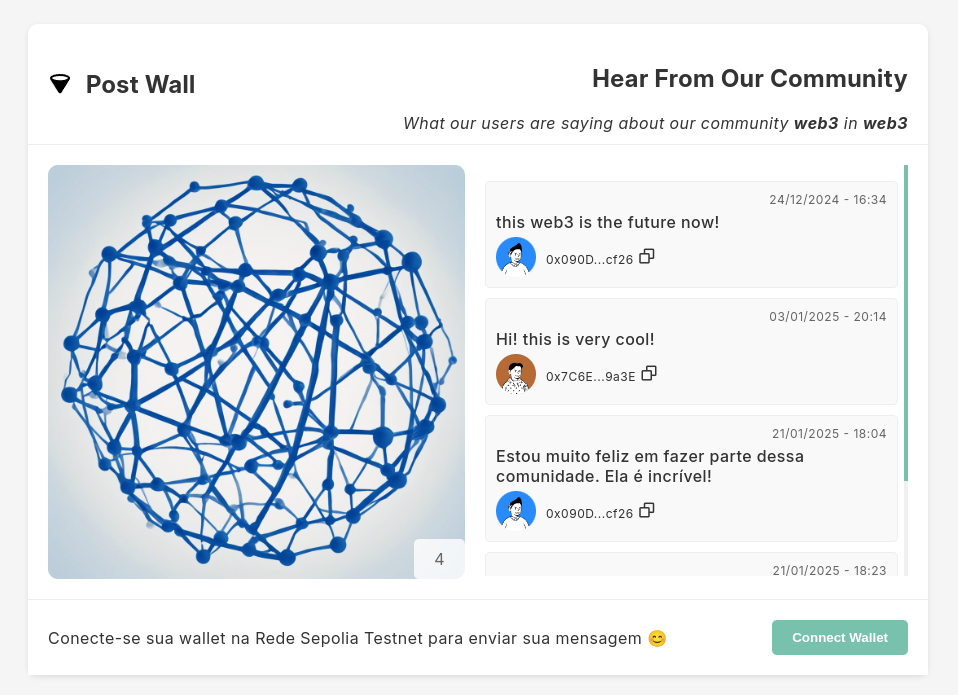 Post Wall
Hear From Our Community
What our users are saying about our community web3 in web3
24/12/2024 - 16:34
this web3 is the future now!
0x090D...cf26
03/01/2025 - 20:14
Hi! this is very cool!
0x7C6E...9a3E
21/01/2025 - 18:04
Estou muito feliz em fazer parte dessa
comunidade. Ela é incrível!
0x090D...cf26
21/01/2025 - 18:23
4
Conecte-se sua wallet na Rede Sepolia Testnet para enviar sua mensagem 😊
Connect Wallet